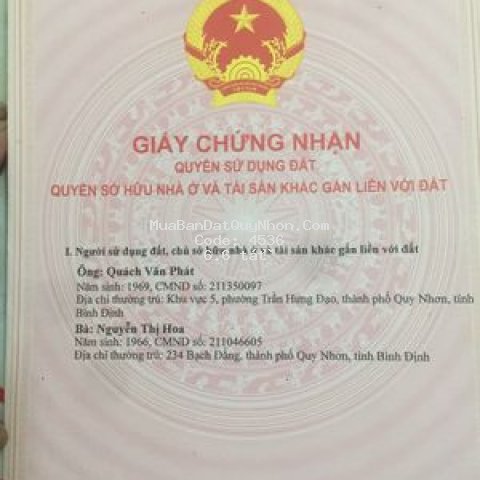 GIẤY CHỨNG NHẬN
QUYỀN SỬ DỤNG ĐẤT
QUYỀN SỞ HỮU NHÀ Ở VÀ TÀI SẢN KHÁC GẮN LIỀN VỚI ĐẤT
MuaBanDatQuyNhon.Com
Code: 4536
I. Người sử dụng đất, chủ sở hữu nhà ở và tài sản khác gắn liền với đất
Ông: Quách Văn Phát
Năm sinh: 1969, CMND số: 211350097
Địa chỉ thường trú: Khu vực 5, phường Trần Hưng Đạo, thành phố Quy Nhơn, tỉnh
Bình Định
Bà: Nguyễn Thị Hoa
Năm sinh: 1966, CMND số: 211046605
Địa chỉ thường trú: 234 Bạch Đằng, thành phố Quy Nhơn, tỉnh Bình Định